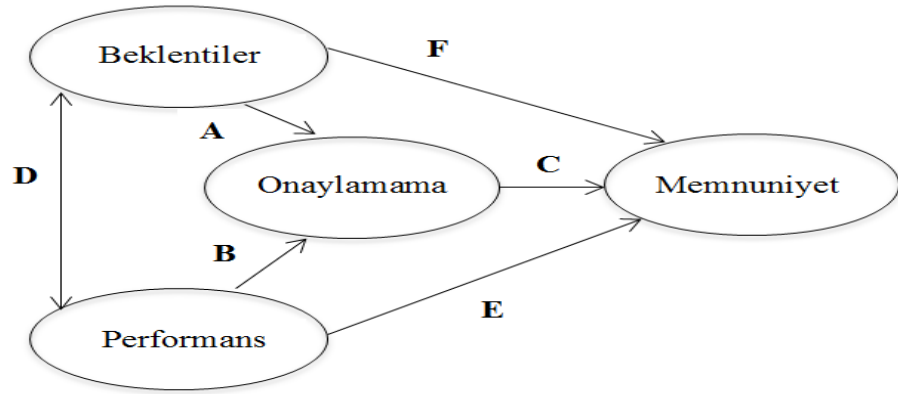 Beklentiler
F
A
D
Onaylamama
C
Memnuniyet
B
E
Performans